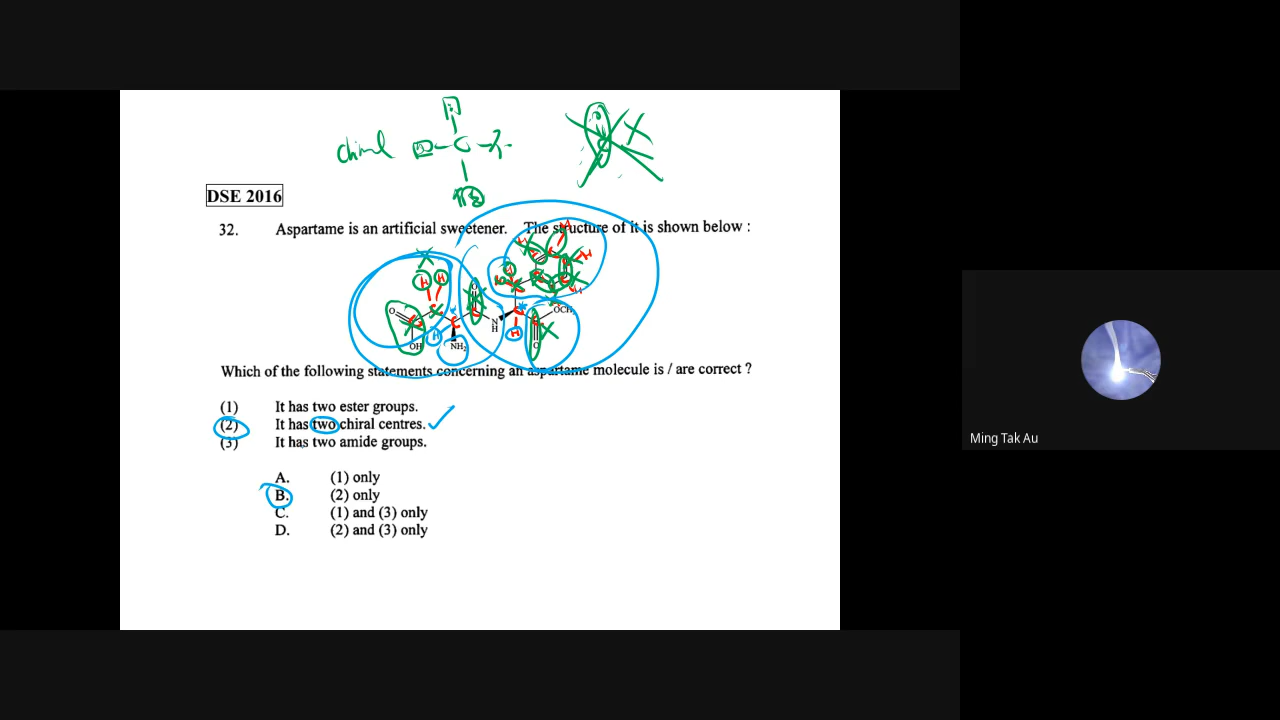 chiral
C
DSE 2016
32. Aspartame is an artificial sweetener. The structure of it is shown below :
H H
O O OCH₃
OH NH₂ N H H O
Which of the following statements concerning an aspartame molecule is / are correct ?
(1) It has two ester groups.
(2) It has two chiral centres.
(3) It has two amide groups.
A. (1) only
B. (2) only
C. (1) and (3) only
D. (2) and (3) only
Ming Tak Au